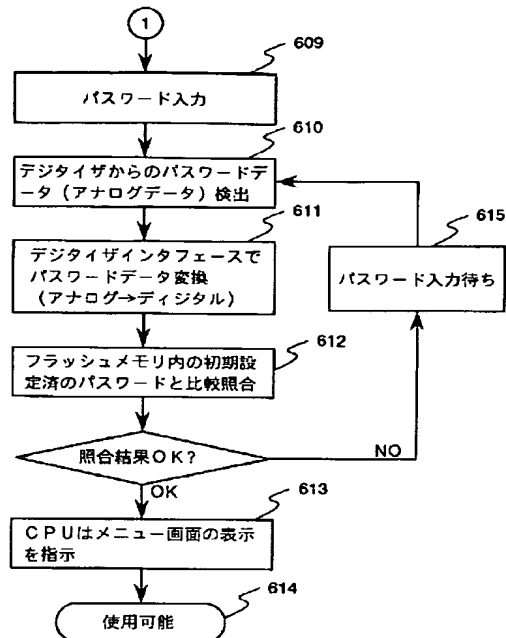 1
609
パスワード入力
610
デジタイザからのパスワードデ
ータ（アナログデータ）検出
611
デジタイザインタフェースで
パスワードデータ変換
（アナログ→ディジタル）
615
パスワード入力待ち
612
フラッシュメモリ内の初期設
定済のパスワードと比較照合
照合結果OK?
NO
OK
613
CPUはメニュー画面の表示
を指示
614
使用可能